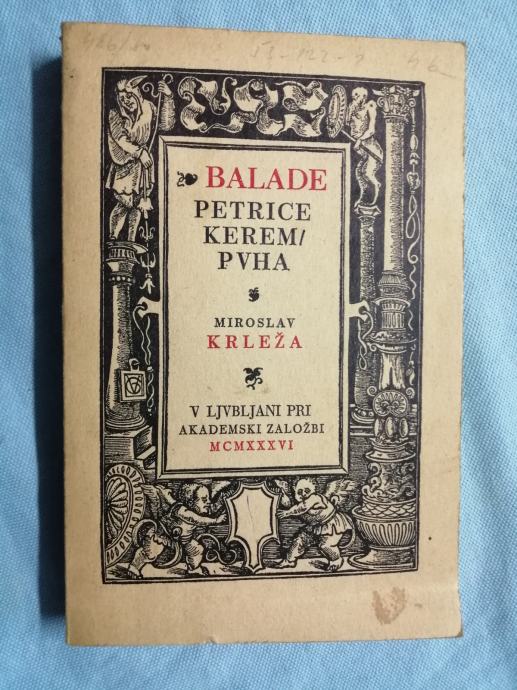 BALADE
PETRICE
KEREM/
PVHA
MIROSLAV
KRLEŽA
V LJVBLJANI PRI
AKADEMSKI ZALOŽBI
MCMXXXVI